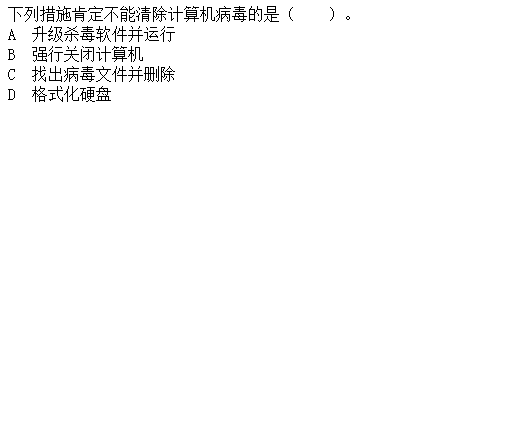 下列措施肯定不能清除计算机病毒的是（　　）。
A　升级杀毒软件并运行
B　强行关闭计算机
C　找出病毒文件并删除
D　格式化硬盘